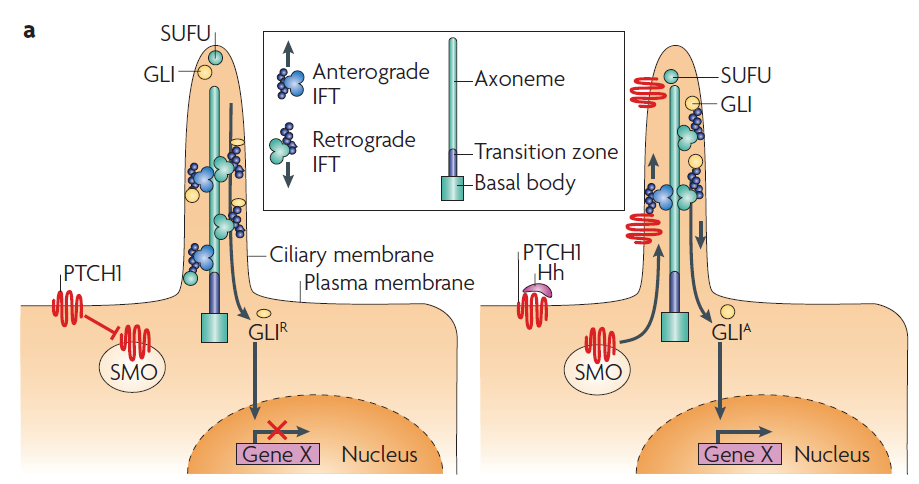 a
SUFU
GLI
Anterograde
IFT
Retrograde
IFT
Axoneme
Transition zone
Basal body
Ciliary membrane
Plasma membrane
PTCH1
SMO
GLIᴿ
Gene X
Nucleus
SUFU
GLI
PTCH1
Hh
SMO
GLIᴬ
Gene X
Nucleus